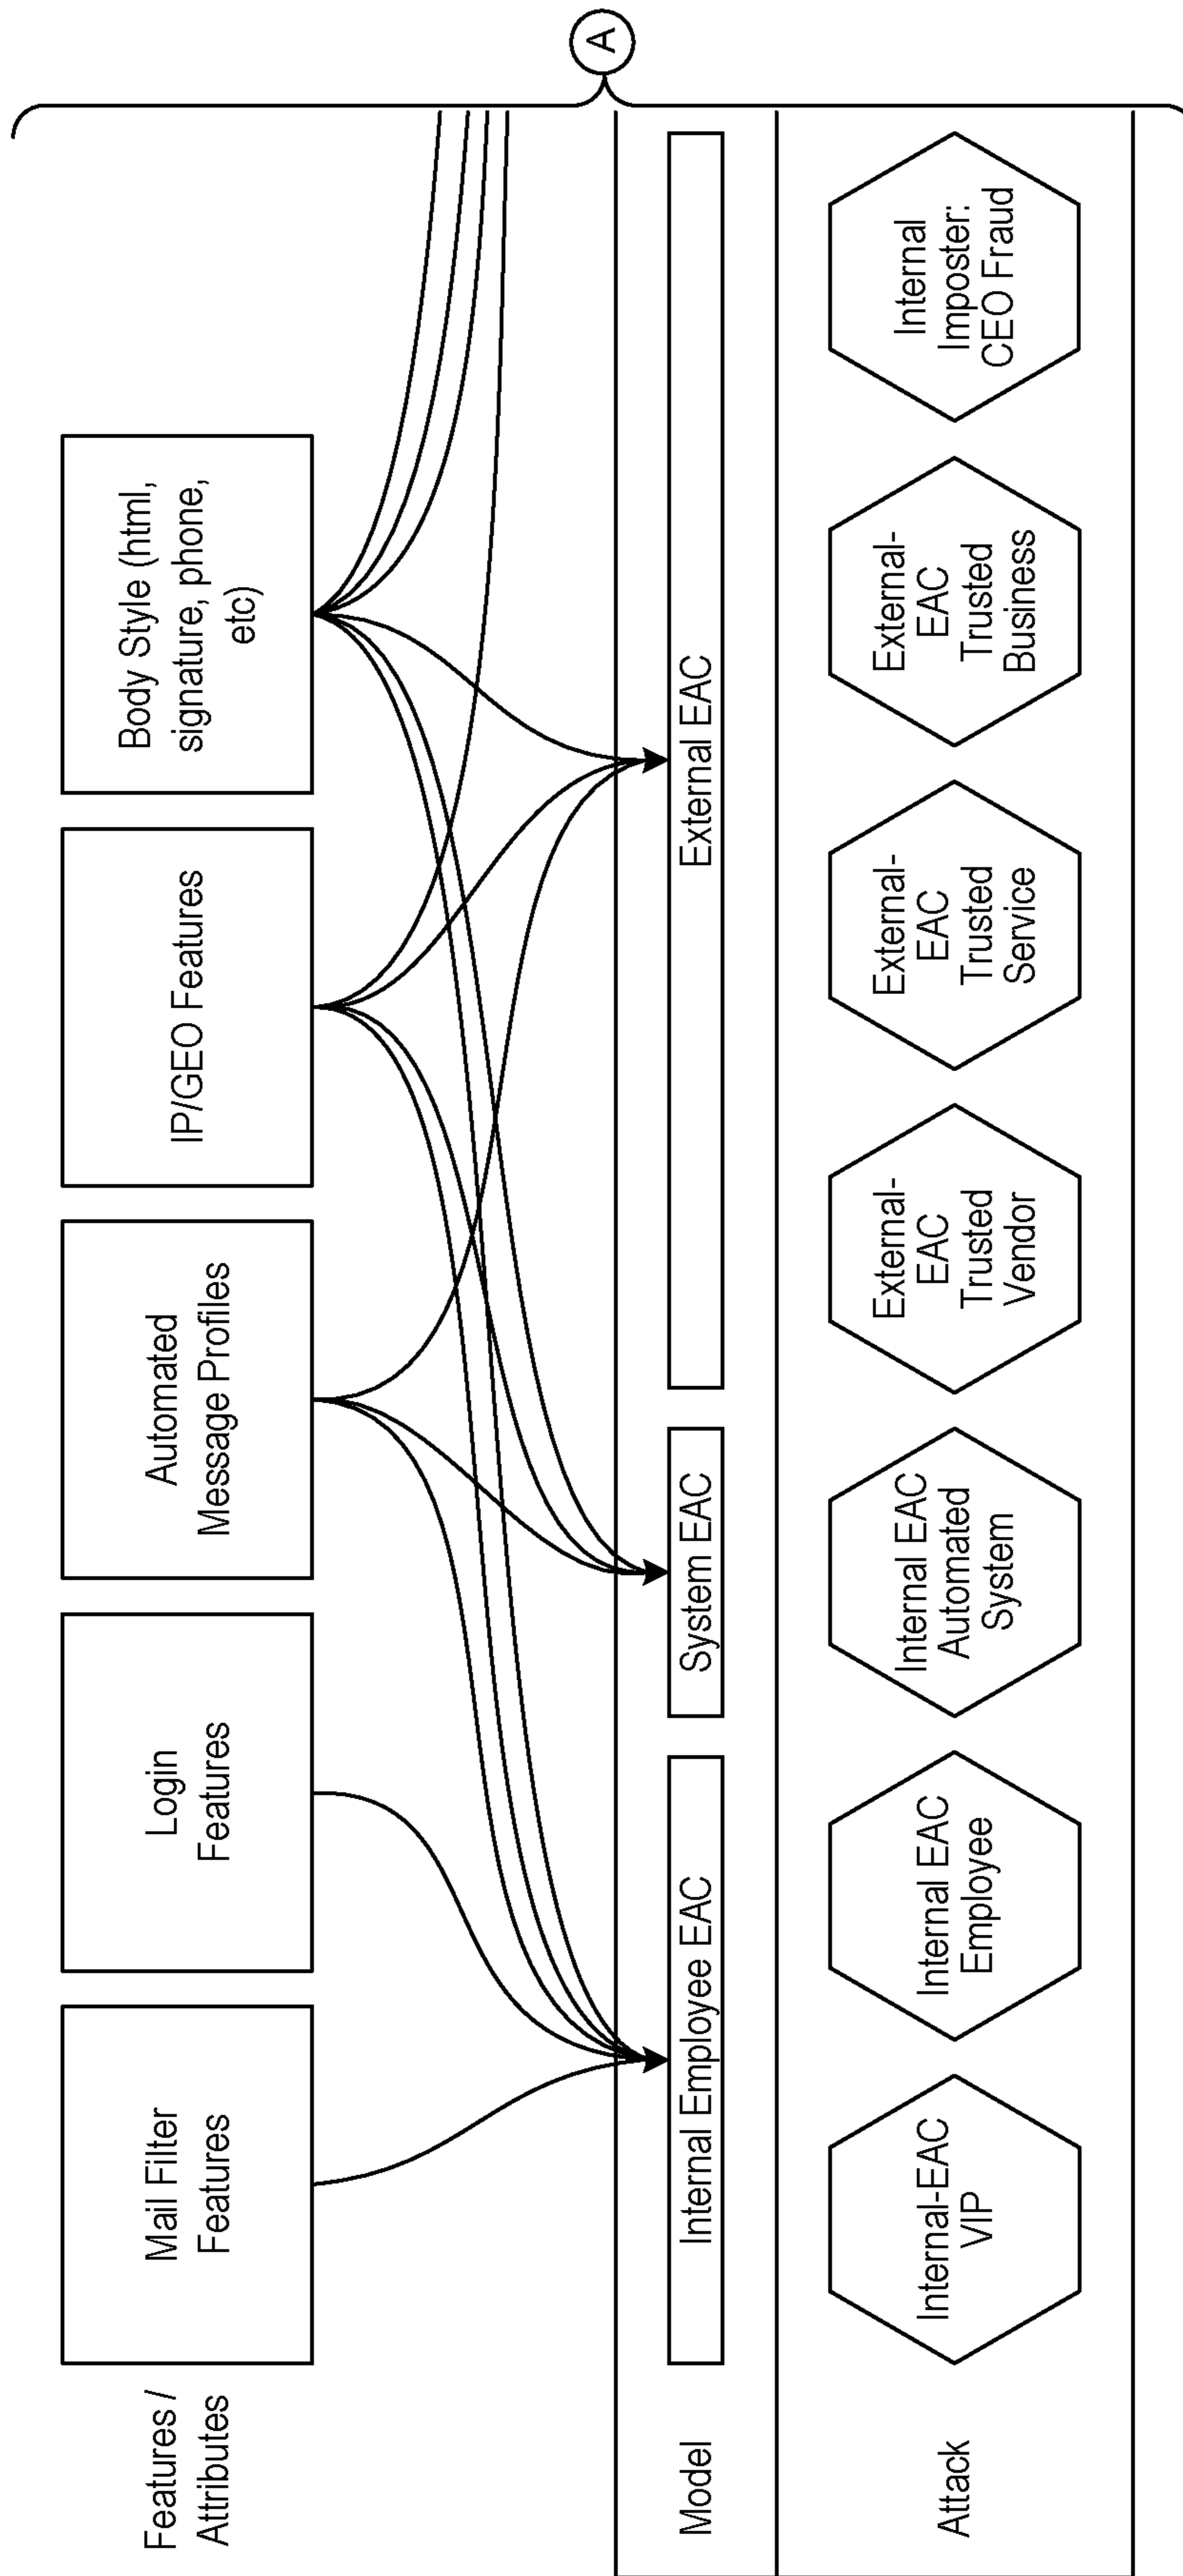 Features /
Attributes
Mail Filter
Features
Login
Features
Automated
Message Profiles
IP/GEO Features
Body Style (html,
signature, phone,
etc)
A
Model
Internal Employee EAC
System EAC
External EAC
Attack
Internal-EAC
VIP
Internal EAC
Employee
Internal EAC
Automated
System
External-
EAC
Trusted
Vendor
External-
EAC
Trusted
Service
External-
EAC
Trusted
Business
Internal
Imposter:
CEO Fraud